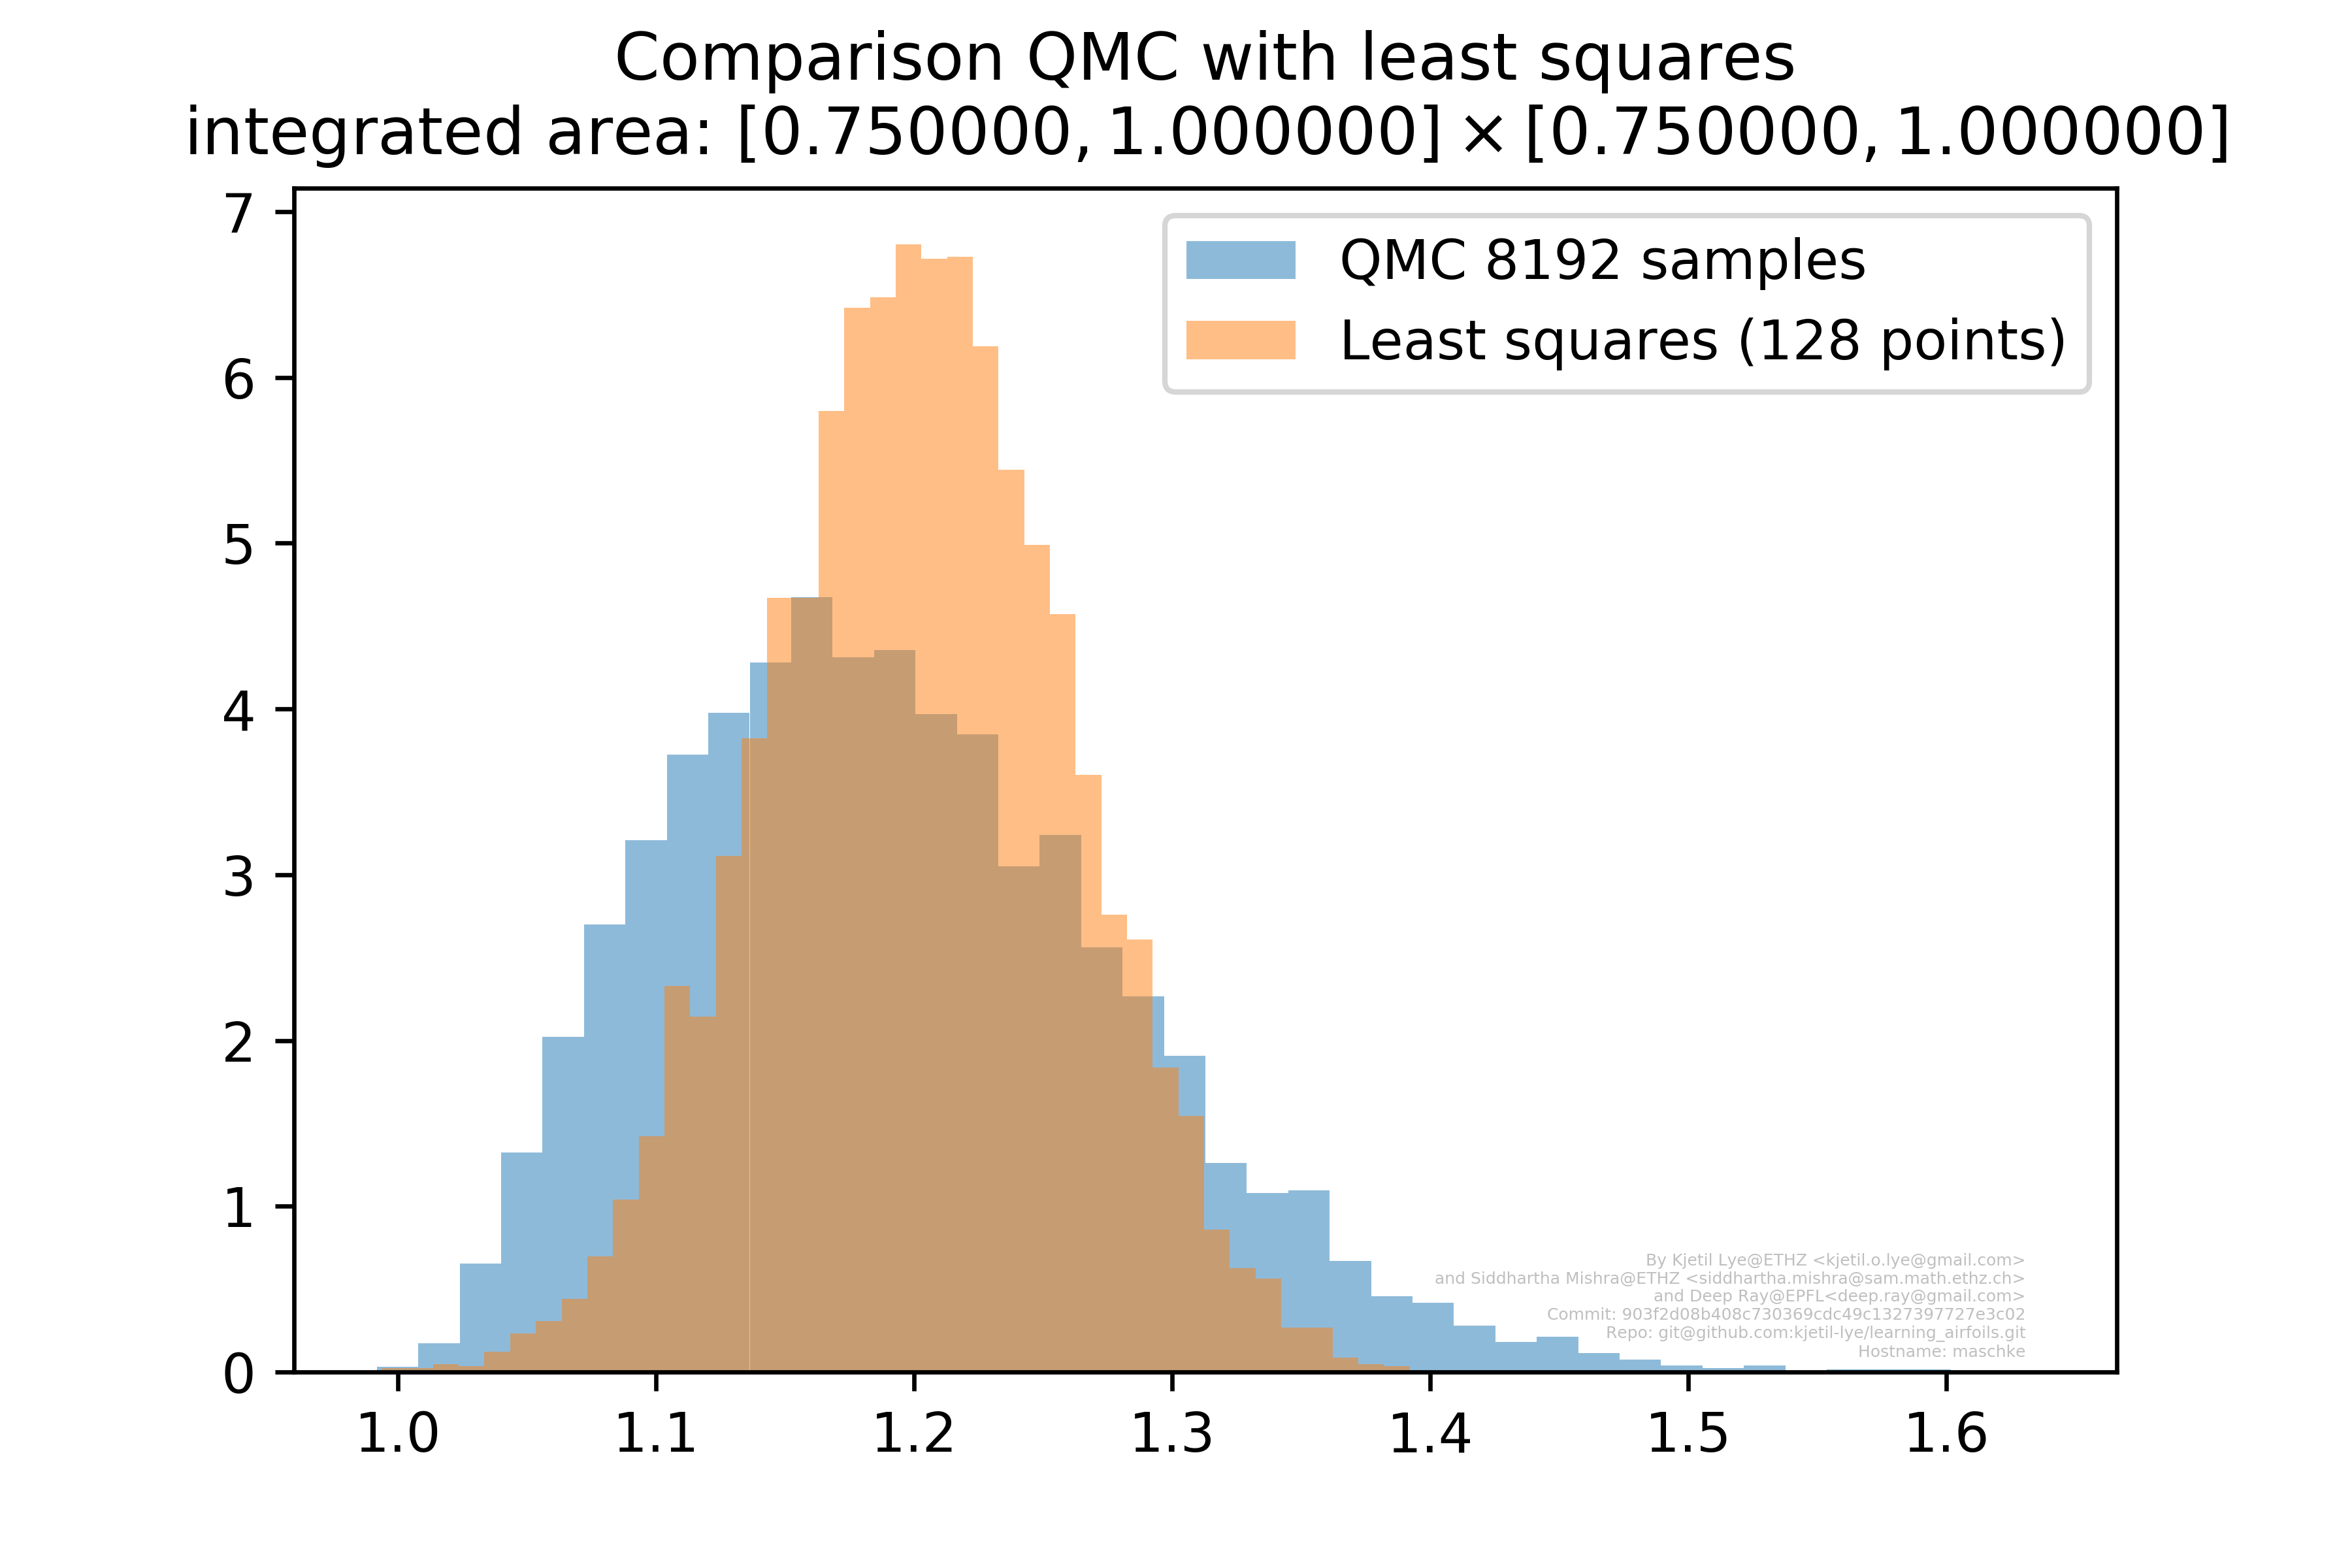 Comparison QMC with least squares
integrated area: [0.750000, 1.000000] × [0.750000, 1.000000]
7
6
5
4
3
2
1
0
QMC 8192 samples
Least squares (128 points)
By Kjetil Lye@ETHZ <kjetil.o.lye@gmail.com>
and Siddhartha Mishra@ETHZ <siddhartha.mishra@sam.math.ethz.ch>
and Deep Ray@EPFL<deep.ray@gmail.com>
Commit: 903f2d08b408c730369cdc49c1327397727e3c02
Repo: git@github.com:kjetil-lye/learning_airfoils.git
Hostname: maschke
1.0 1.1 1.2 1.3 1.4 1.5 1.6